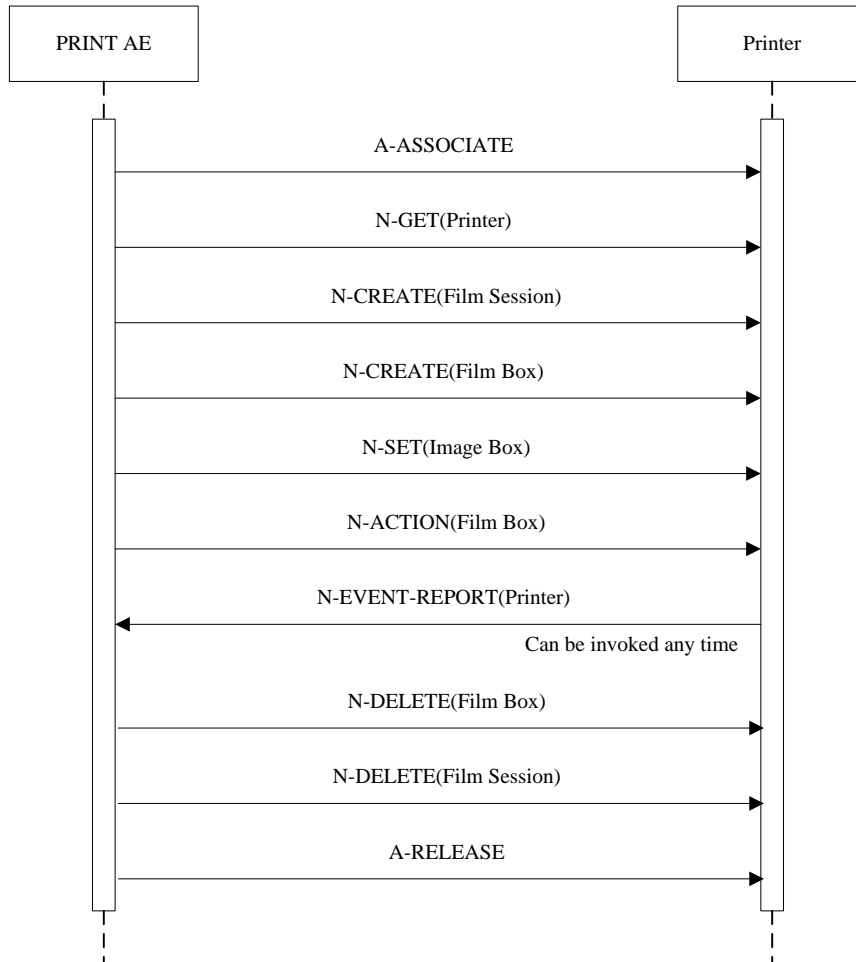 PRINT AE
Printer
A-ASSOCIATE
N-GET(Printer)
N-CREATE(Film Session)
N-CREATE(Film Box)
N-SET(Image Box)
N-ACTION(Film Box)
N-EVENT-REPORT(Printer)
Can be invoked any time
N-DELETE(Film Box)
N-DELETE(Film Session)
A-RELEASE